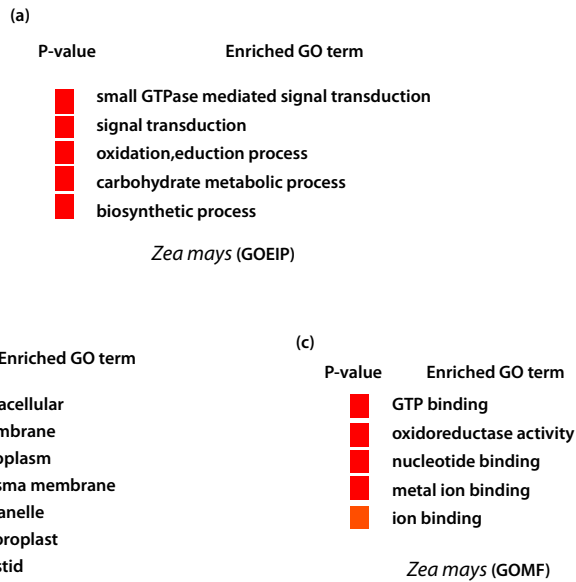 (a)
P-value Enriched GO term
small GTPase mediated signal transduction
signal transduction
oxidation,eduction process
carbohydrate metabolic process
biosynthetic process
Zea mays (GOEIP)
Enriched GO term
acellular
mbrane
oplasm
sma membrane
anelle
oroplast
stid
(c)
P-value Enriched GO term
GTP binding
oxidoreductase activity
nucleotide binding
metal ion binding
ion binding
Zea mays (GOMF)